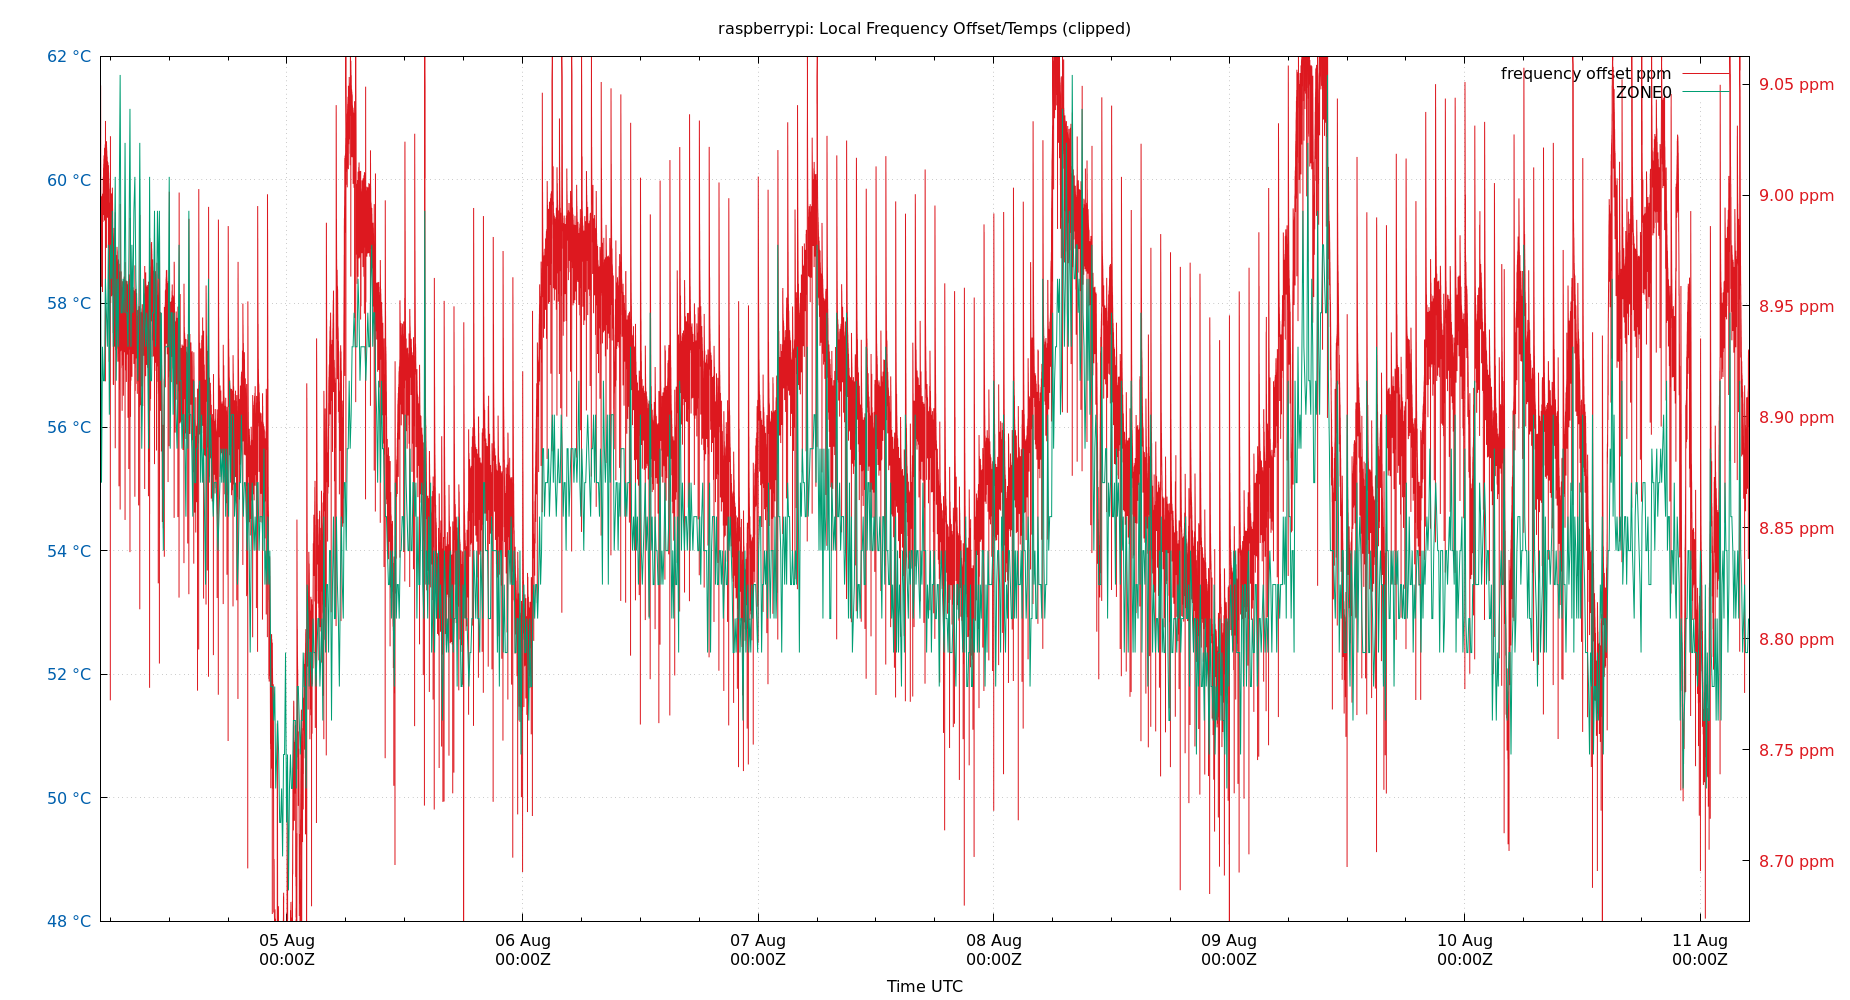 raspberrypi: Local Frequency Offset/Temps (clipped)
frequency offset ppm
ZONE0
62 °C
60 °C
58 °C
56 °C
54 °C
52 °C
50 °C
48 °C
9.05 ppm
9.00 ppm
8.95 ppm
8.90 ppm
8.85 ppm
8.80 ppm
8.75 ppm
8.70 ppm
05 Aug
00:00Z
06 Aug
00:00Z
07 Aug
00:00Z
08 Aug
00:00Z
09 Aug
00:00Z
10 Aug
00:00Z
11 Aug
00:00Z
Time UTC